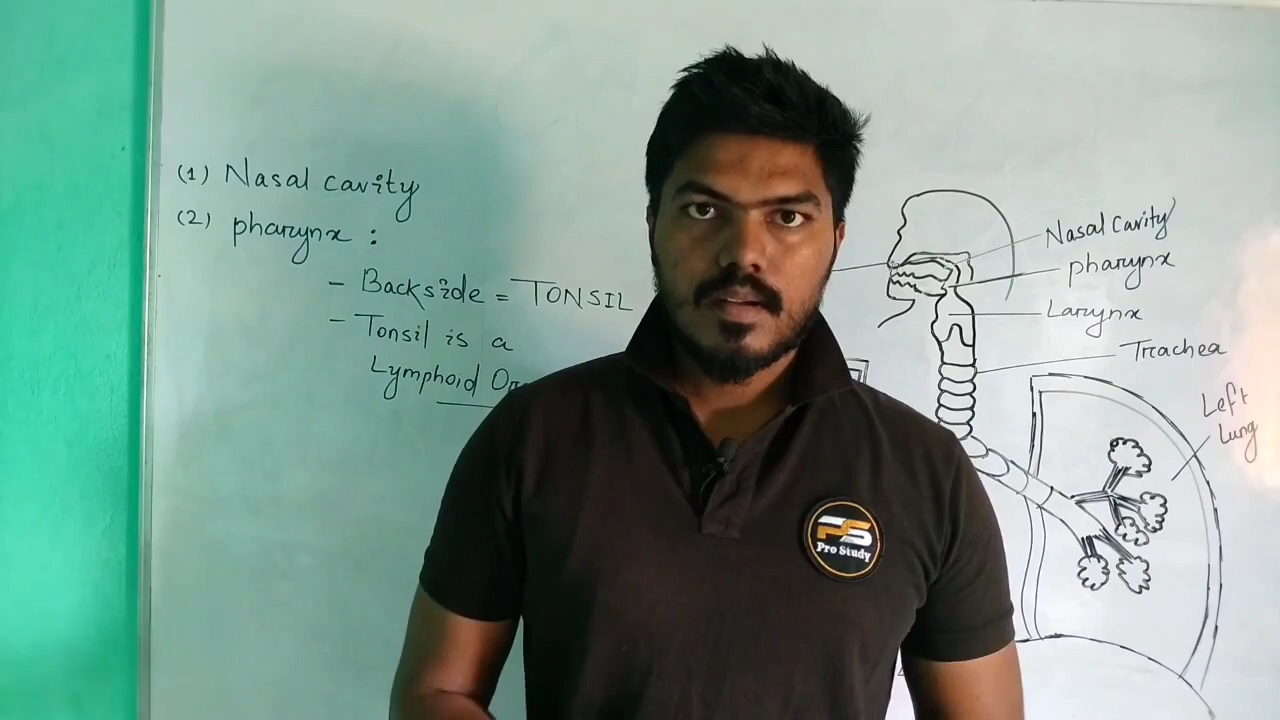 (1) Nasal cavity
(2) pharynx :
- Backside = TONSIL
- Tonsil is a
Lymphoid
Nasal cavity
pharynx
Larynx
Trachea
Left
Lung
PS
Pro Study